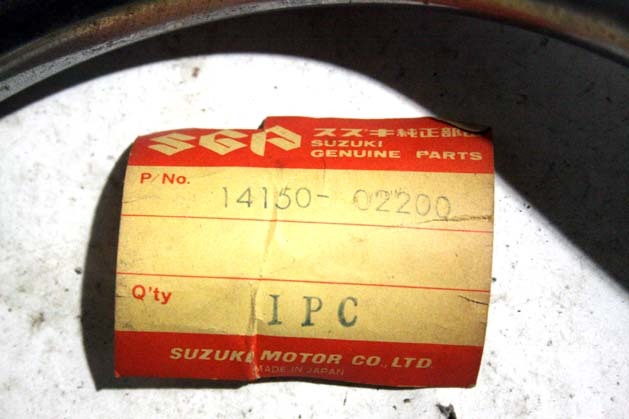 SGP
スズキ純正部品
SUZUKI
GENUINE PARTS
P/No.
14150- 02200
Q'ty
1PC
SUZUKI MOTOR CO., LTD.
MADE IN JAPAN